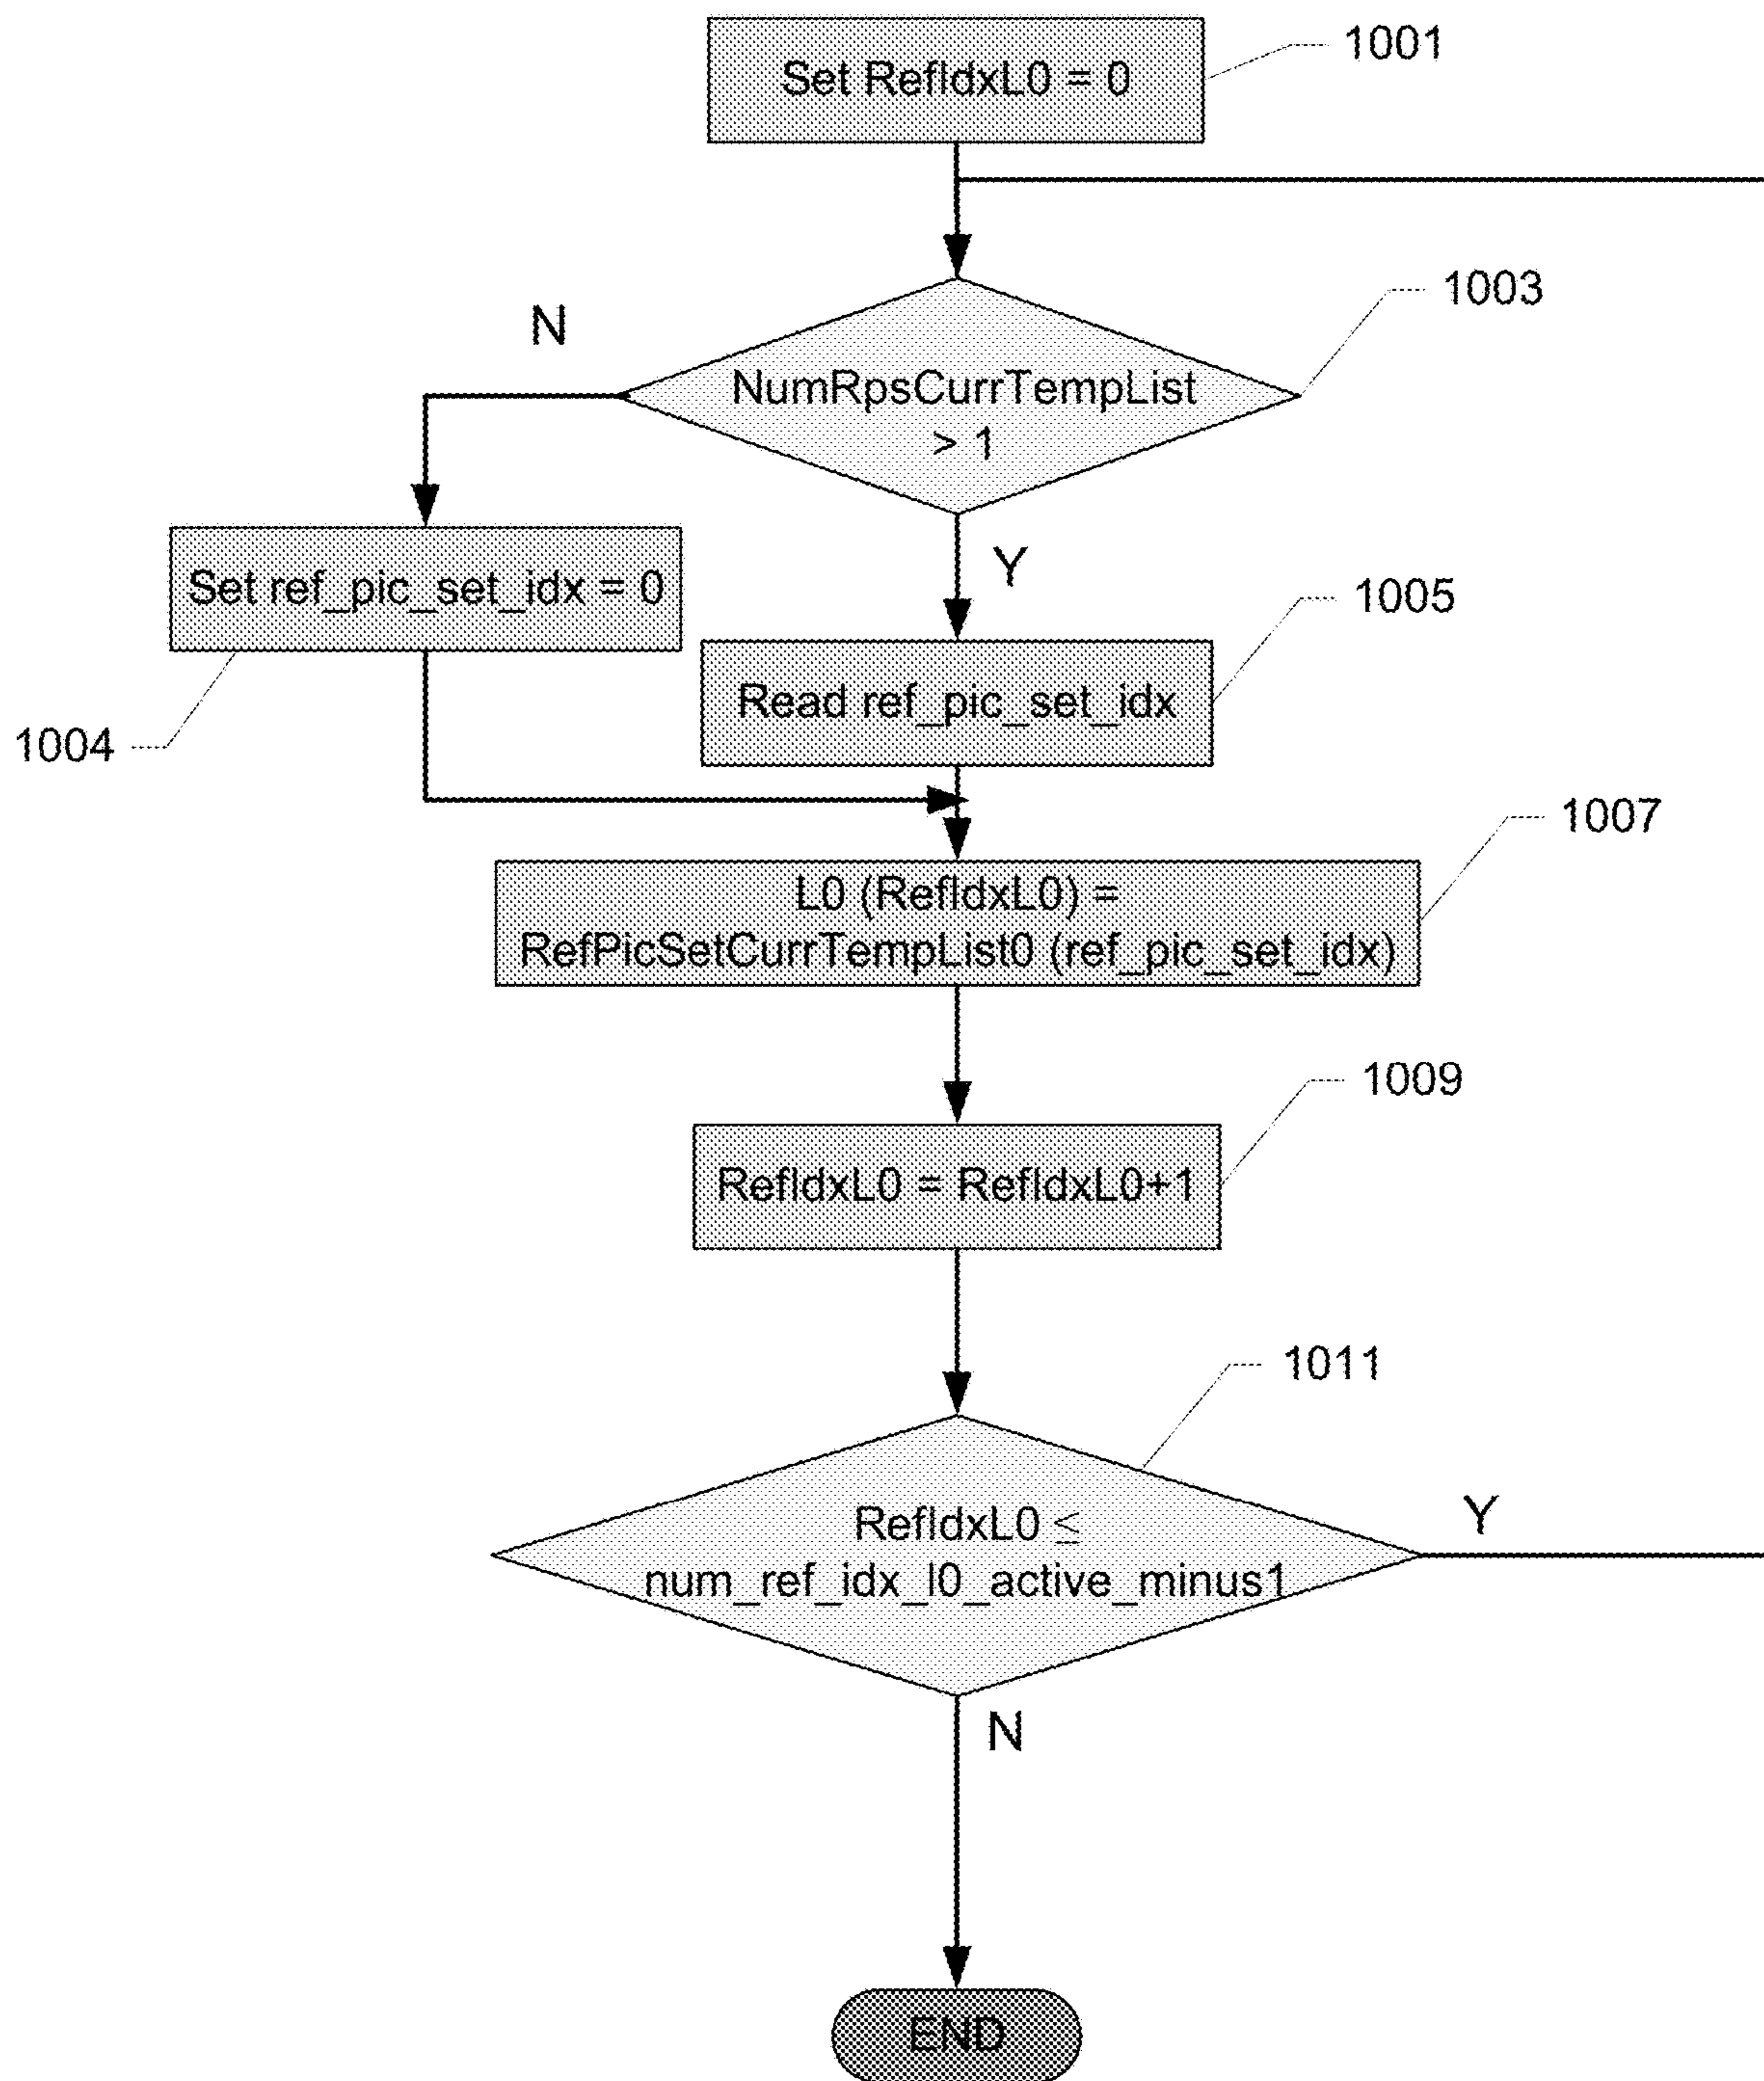 Set RefIdxL0 = 0
1001
1003
N
NumRpsCurrTempList
> 1
Set ref_pic_set_idx = 0
Y
1005
Read ref_pic_set_idx
1004
1007
L0 (RefIdxL0) =
RefPicSetCurrTempList0 (ref_pic_set_idx)
1009
RefIdxL0 = RefIdxL0+1
1011
RefIdxL0 ≤
num_ref_idx_l0_active_minus1
Y
N
END